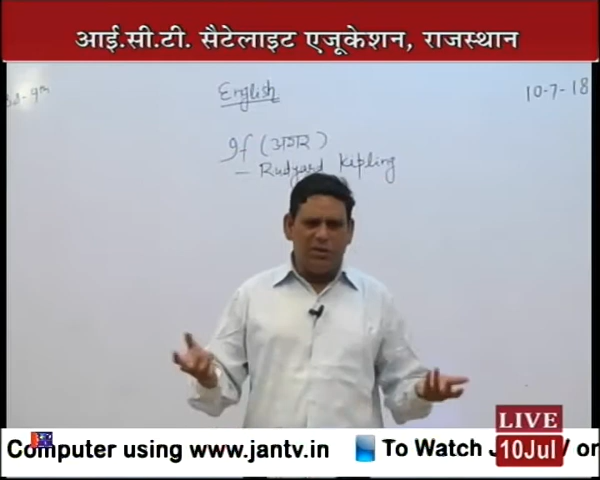 आई.सी.टी. सैटेलाइट एजूकेशन, राजस्थान
9th
English
10-7-18
If (अगर)
– Rudyard Kipling
LIVE
10Jul
Computer using www.jantv.in To Watch